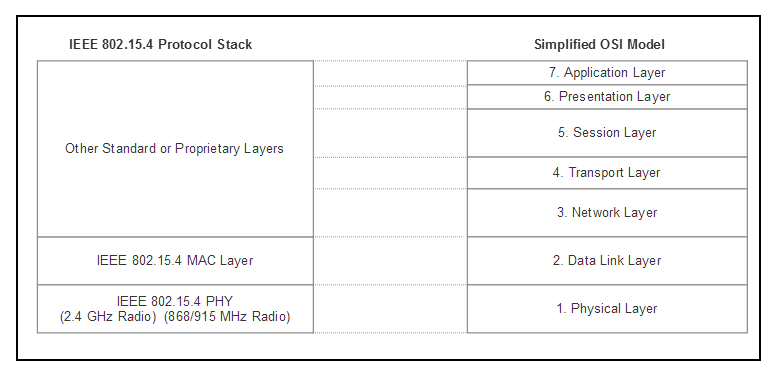 IEEE 802.15.4 Protocol Stack
Simplified OSI Model
Other Standard or Proprietary Layers
IEEE 802.15.4 MAC Layer
IEEE 802.15.4 PHY
(2.4 GHz Radio) (868/915 MHz Radio)
7. Application Layer
6. Presentation Layer
5. Session Layer
4. Transport Layer
3. Network Layer
2. Data Link Layer
1. Physical Layer